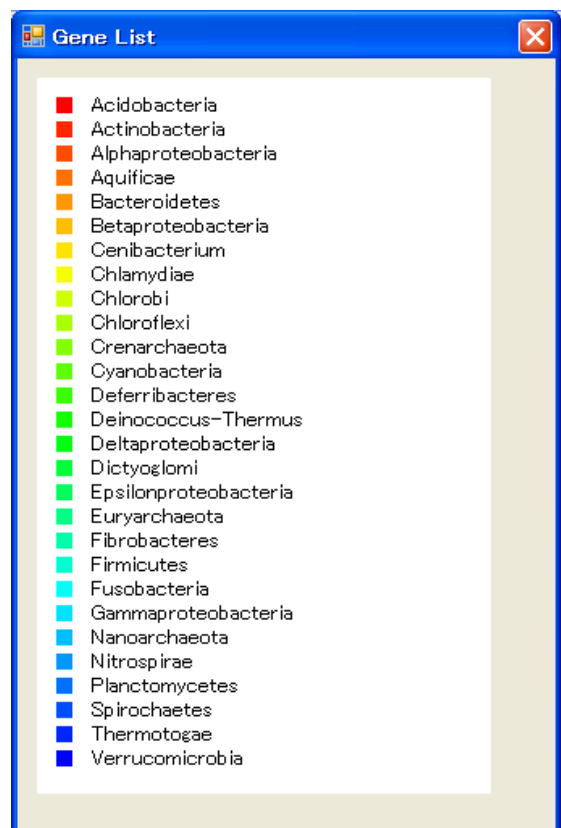 Gene List
Acidobacteria
Actinobacteria
Alphaproteobacteria
Aquificae
Bacteroidetes
Betaproteobacteria
Cenibacterium
Chlamydiae
Chlorobi
Chloroflexi
Crenarchaeota
Cyanobacteria
Deferribacteres
Deinococcus-Thermus
Deltaproteobacteria
Dictyoglomi
Epsilonproteobacteria
Euryarchaeota
Fibrobacteres
Firmicutes
Fusobacteria
Gammaproteobacteria
Nanoarchaeota
Nitrospirae
Planctomycetes
Spirochaetes
Thermotogae
Verrucomicrobia